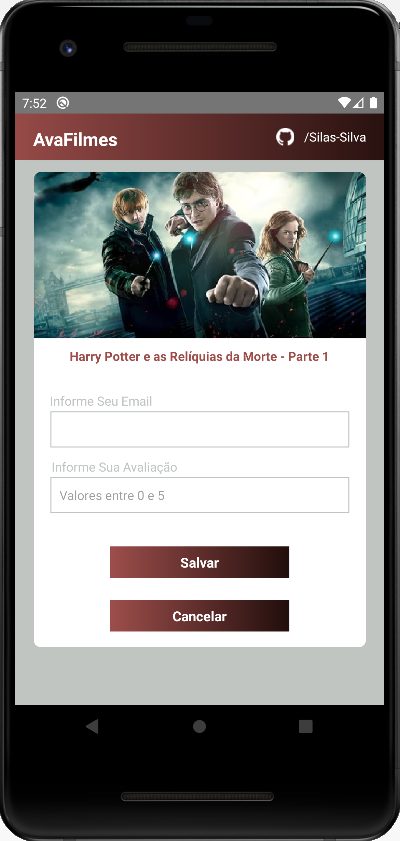 7:52
AvaFilmes
/Silas-Silva
Harry Potter e as Relíquias da Morte - Parte 1
Informe Seu Email
Informe Sua Avaliação
Valores entre 0 e 5
Salvar
Cancelar